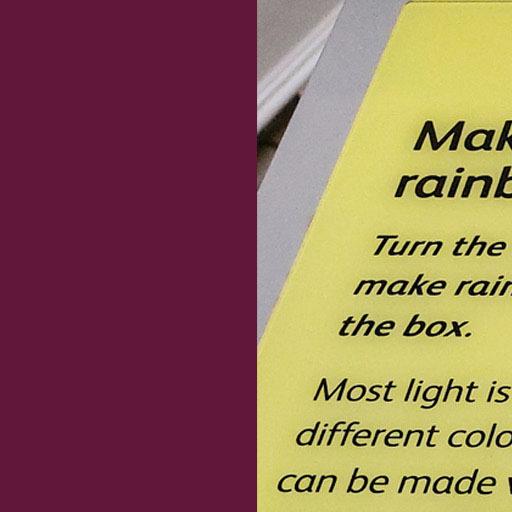 Mak
rainb
Turn the
make rain
the box.
Most light is
different colo
can be made